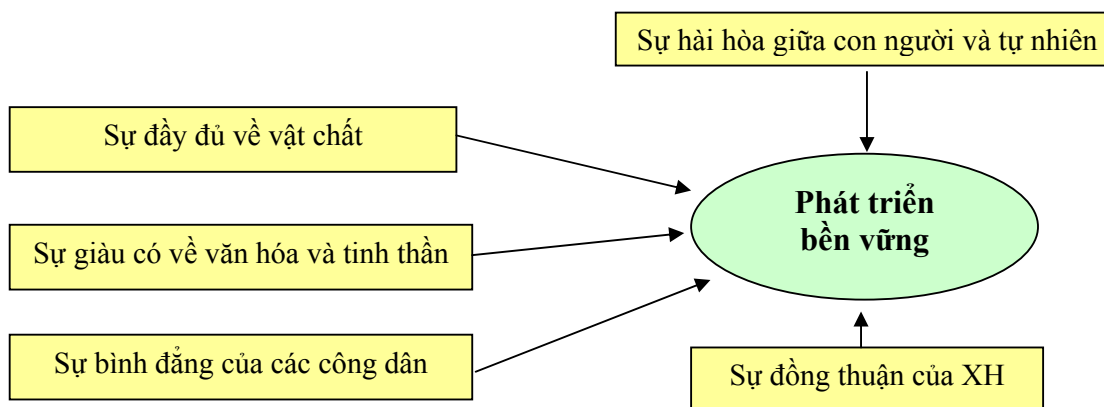 Sự hài hòa giữa con người và tự nhiên
Sự đầy đủ về vật chất
Phát triển
bền vững
Sự giàu có về văn hóa và tinh thần
Sự bình đẳng của các công dân
Sự đồng thuận của XH